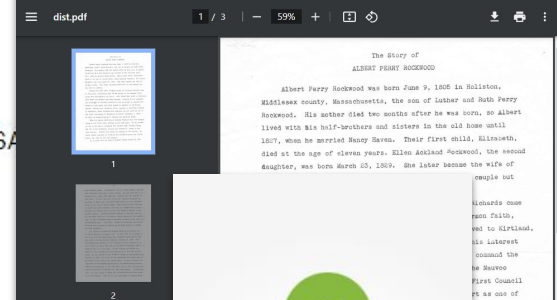 dist.pdf
1 / 3
59%
The Story of
ALBERT PERRY ROCKWOOD
Albert Perry Rockwood was born June 9, 1805 in Holliston,
Middlesex county, Massachusetts, the son of Luther and Ruth Perry
Rockwood. His mother died two months after he was born, so Albert
lived with his half-brothers and sisters in the old home until
1827, when he married Nancy Haven. Their first child, Elizabeth,
died at the age of eleven years. Ellen Ackland Rockwood, the second
daughter, was born March 23, 1829. She later became the wife of
couple but
Richards came
faith,
to Kirtland,
his interest
command the
Nauvoo
First Council
as one of
1
2